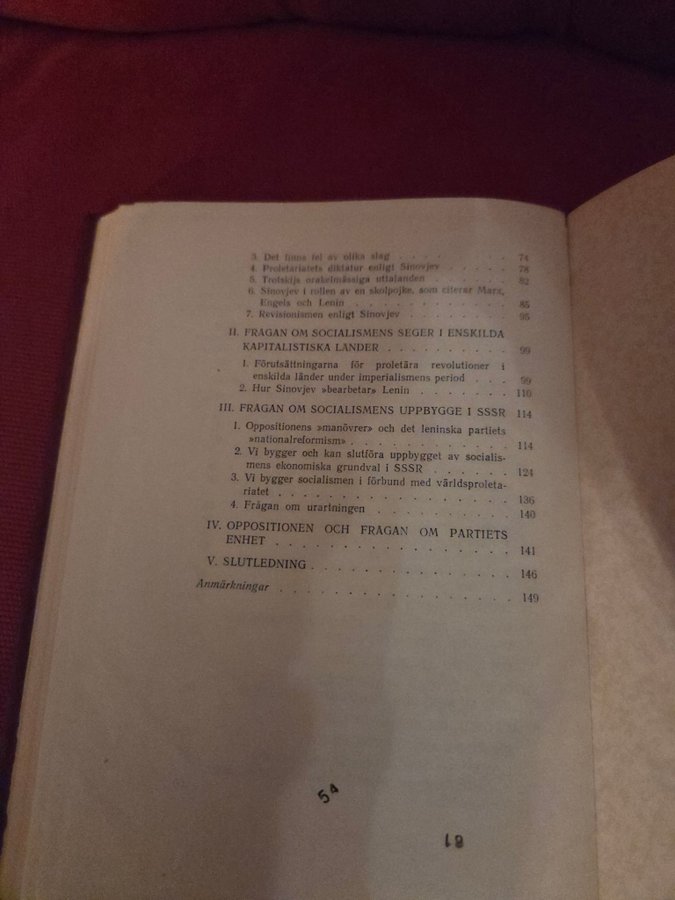 3. Det finns fel av olika slag . . . . . . . . . 74
4. Proletariatets diktatur enligt Sinovjev . . . . . . 78
5. Trotskijs orakelmässiga uttalanden . . . . . . . 82
6. Sinovjev i rollen av en skolpojke, som citerar Marx,
Engels och Lenin . . . . . . . . . . . . 85
7. Revisionismen enligt Sinovjev . . . . . . . . 95
II. FRÅGAN OM SOCIALISMENS SEGER I ENSKILDA
KAPITALISTISKA LÄNDER . . . . . . . . . 99
1. Förutsättningarna för proletära revolutioner i
enskilda länder under imperialismens period . . . 99
2. Hur Sinovjev »bearbetar» Lenin . . . . . . . 110
III. FRÅGAN OM SOCIALISMENS UPPBYGGE I SSSR 114
1. Oppositionens »manövrer» och det leninska partiets
»nationalreformism» . . . . . . . . . . . 114
2. Vi bygger och kan slutföra uppbygget av socialis-
mens ekonomiska grundval i SSSR . . . . . . 124
3. Vi bygger socialismen i förbund med världsproleta-
riatet . . . . . . . . . . . . . . . . 136
4. Frågan om urartningen . . . . . . . . . . 140
IV. OPPOSITIONEN OCH FRÅGAN OM PARTIETS
ENHET . . . . . . . . . . . . . . . . 141
V. SLUTLEDNING . . . . . . . . . . . . . 146
Anmärkningar . . . . . . . . . . . . . . . 149
54
81